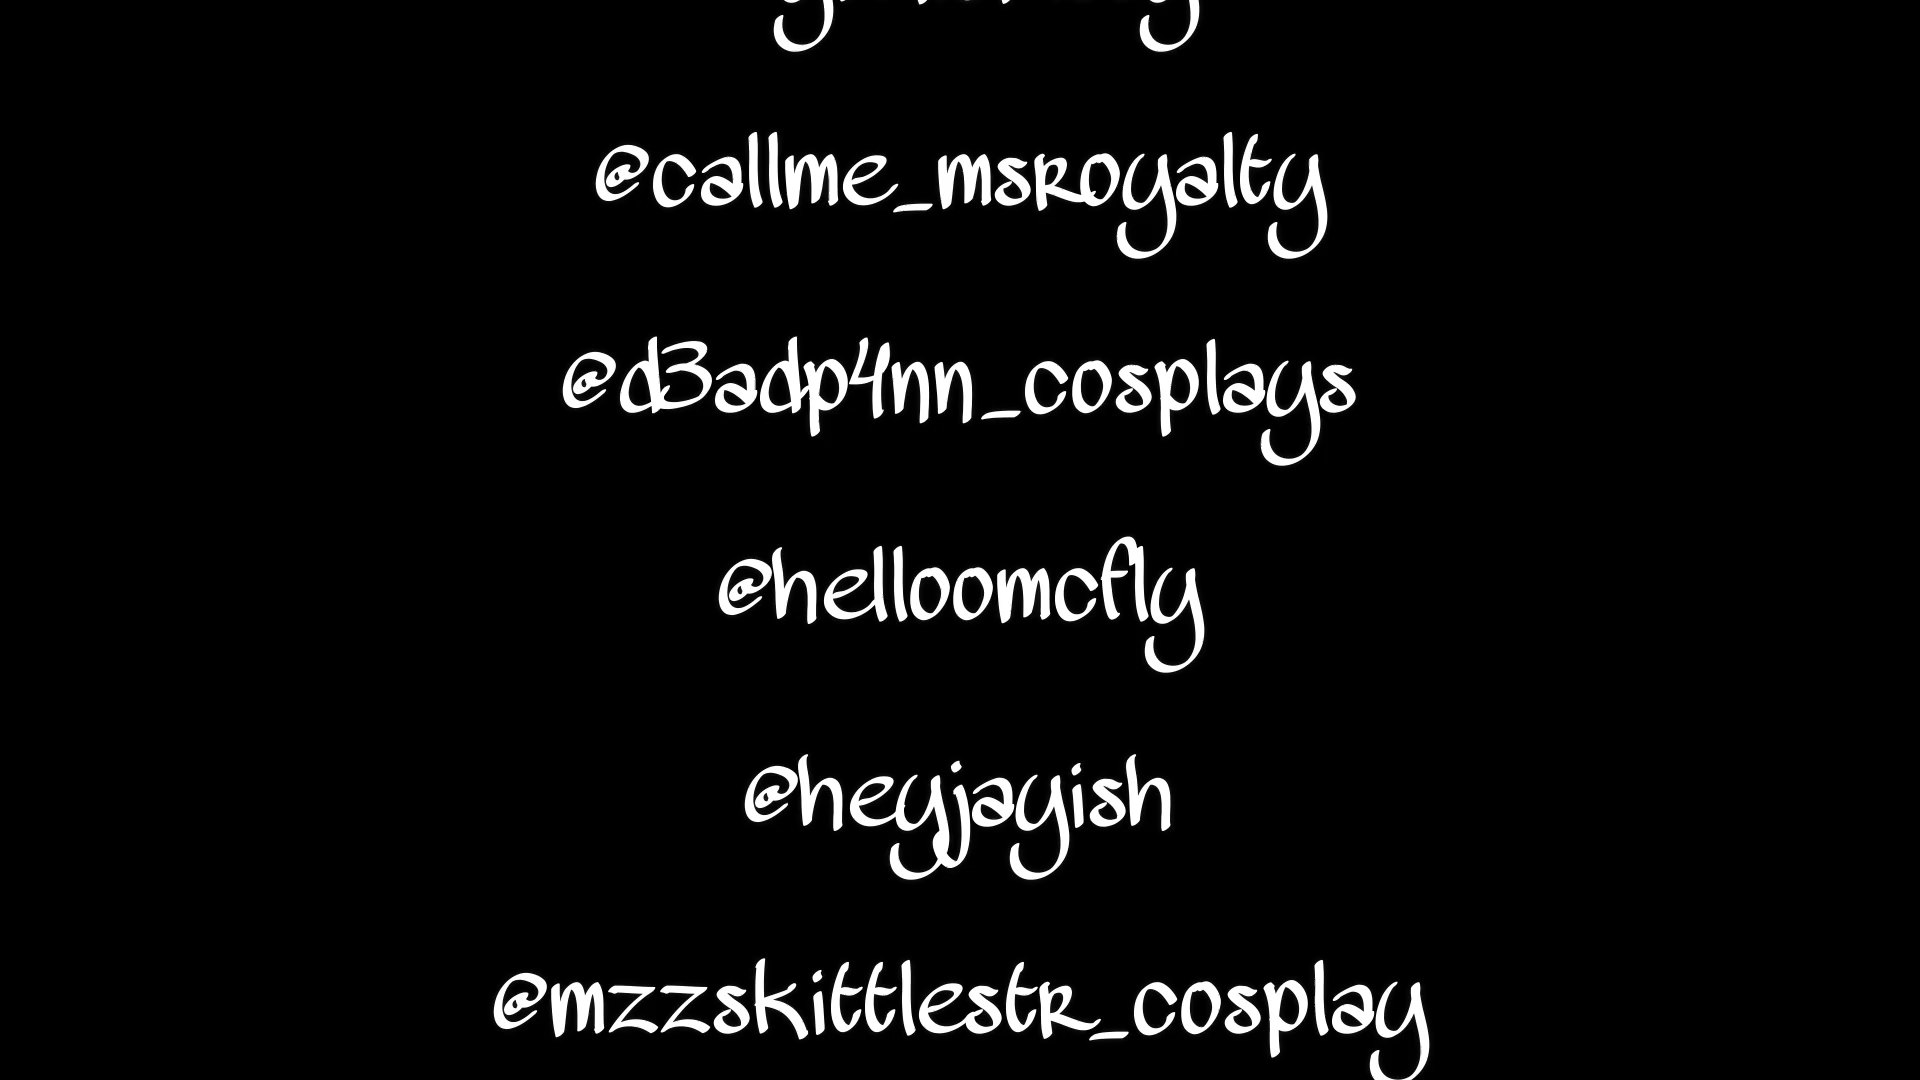 @callme_msroyalty
@d3adp4nn_cosplays
@helloomcfly
@heyjayish
@mzzskittlestr_cosplay